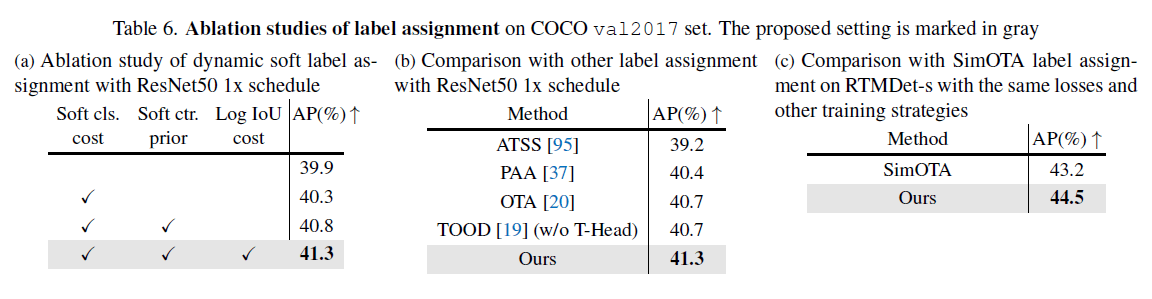 Table 6. Ablation studies of label assignment on COCO val2017 set. The proposed setting is marked in gray
(a) Ablation study of dynamic soft label as-
signment with ResNet50 1x schedule
Soft cls. Soft ctr. Log IoU AP(%) ↑
cost prior cost
39.9
✓ 40.3
✓ ✓ 40.8
✓ ✓ ✓ 41.3
(b) Comparison with other label assignment
with ResNet50 1x schedule
Method AP(%) ↑
ATSS [95] 39.2
PAA [37] 40.4
OTA [20] 40.7
TOOD [19] (w/o T-Head) 40.7
Ours 41.3
(c) Comparison with SimOTA label assign-
ment on RTMDet-s with the same losses and
other training strategies
Method AP(%) ↑
SimOTA 43.2
Ours 44.5